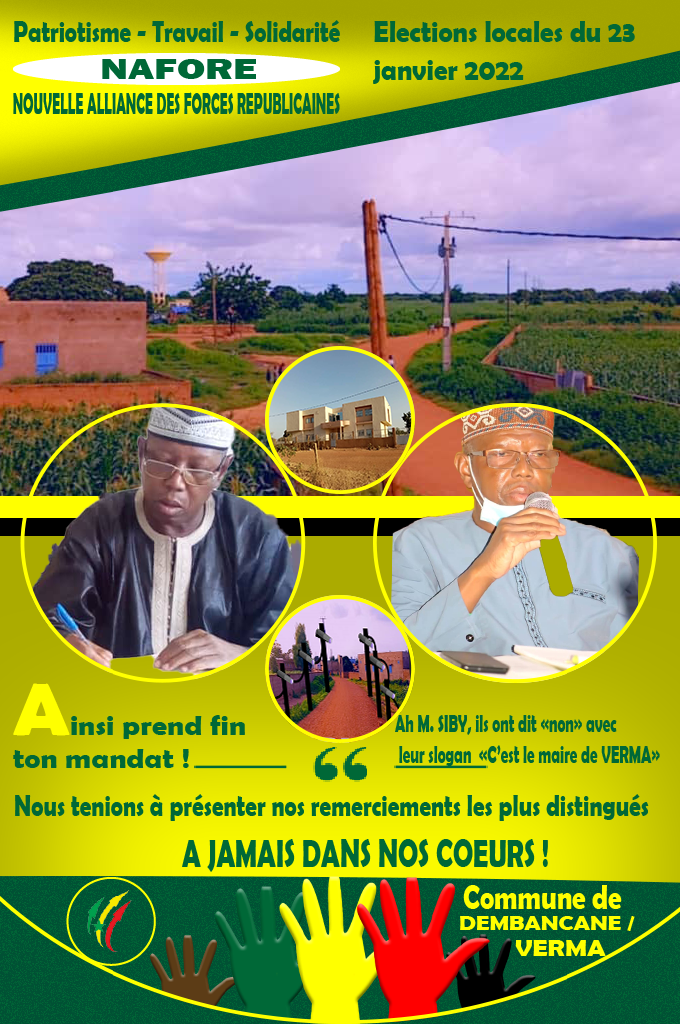 Patriotisme - Travail - Solidarité
NAFORE
NOUVELLE ALLIANCE DES FORCES REPUBLICAINES
Elections locales du 23
janvier 2022
Ainsi prend fin
ton mandat !
Ah M. SIBY, ils ont dit «non» avec
leur slogan «C’est le maire de VERMA»
“
Nous tenions à présenter nos remerciements les plus distingués
A JAMAIS DANS NOS COEURS !
Commune de
DEMBANCANE /
VERMA